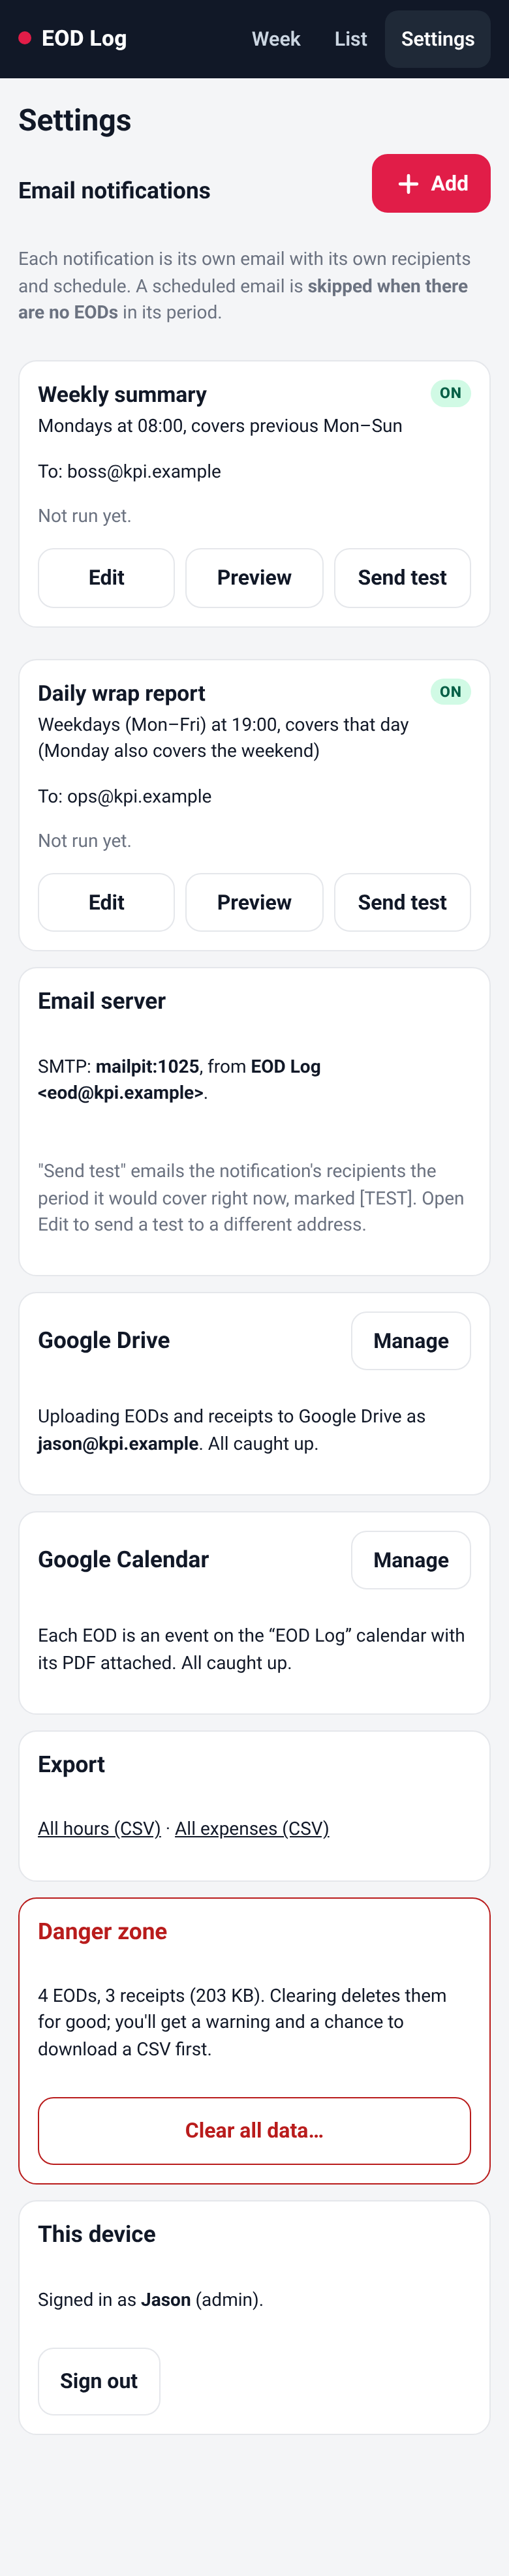 EOD Log
Week
List
Settings
Settings
Email notifications
Add
Each notification is its own email with its own recipients
and schedule. A scheduled email is skipped when there
are no EODs in its period.
Weekly summary
ON
Mondays at 08:00, covers previous Mon–Sun
To: boss@kpi.example
Not run yet.
Edit
Preview
Send test
Daily wrap report
ON
Weekdays (Mon–Fri) at 19:00, covers that day
(Monday also covers the weekend)
To: ops@kpi.example
Not run yet.
Edit
Preview
Send test
Email server
SMTP: mailpit:1025, from EOD Log
<eod@kpi.example>.
"Send test" emails the notification's recipients the
period it would cover right now, marked [TEST]. Open
Edit to send a test to a different address.
Google Drive
Manage
Uploading EODs and receipts to Google Drive as
jason@kpi.example. All caught up.
Google Calendar
Manage
Each EOD is an event on the “EOD Log” calendar with
its PDF attached. All caught up.
Export
All hours (CSV) · All expenses (CSV)
Danger zone
4 EODs, 3 receipts (203 KB). Clearing deletes them
for good; you'll get a warning and a chance to
download a CSV first.
Clear all data…
This device
Signed in as Jason (admin).
Sign out